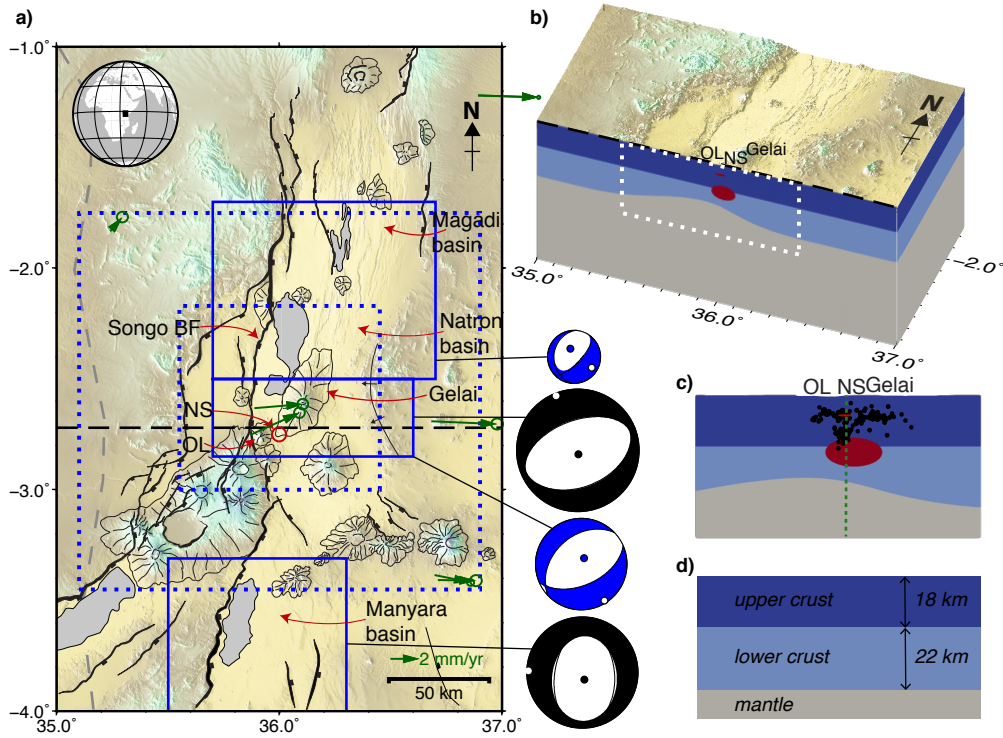 a)
−1.0°
−2.0°
−3.0°
−4.0°
35.0°
36.0°
37.0°
N
Magadi
basin
Songo BF
Natron
basin
Gelai
NS
OL
Manyara
basin
2 mm/yr
50 km
b)
N
OL NS Gelai
35.0°
36.0°
37.0°
−2.0°
c)
OL NS Gelai
d)
upper crust
18 km
lower crust
22 km
mantle